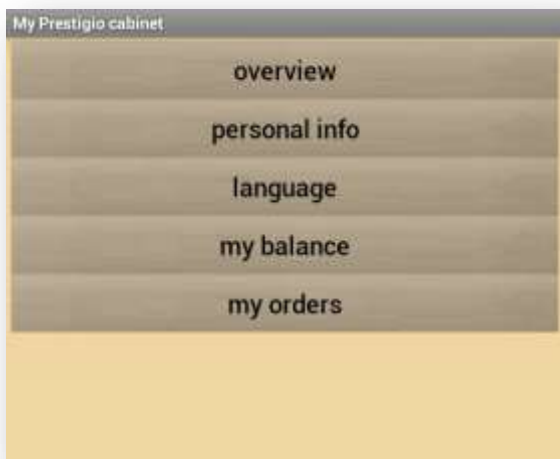 My Prestigio cabinet
overview
personal info
language
my balance
my orders